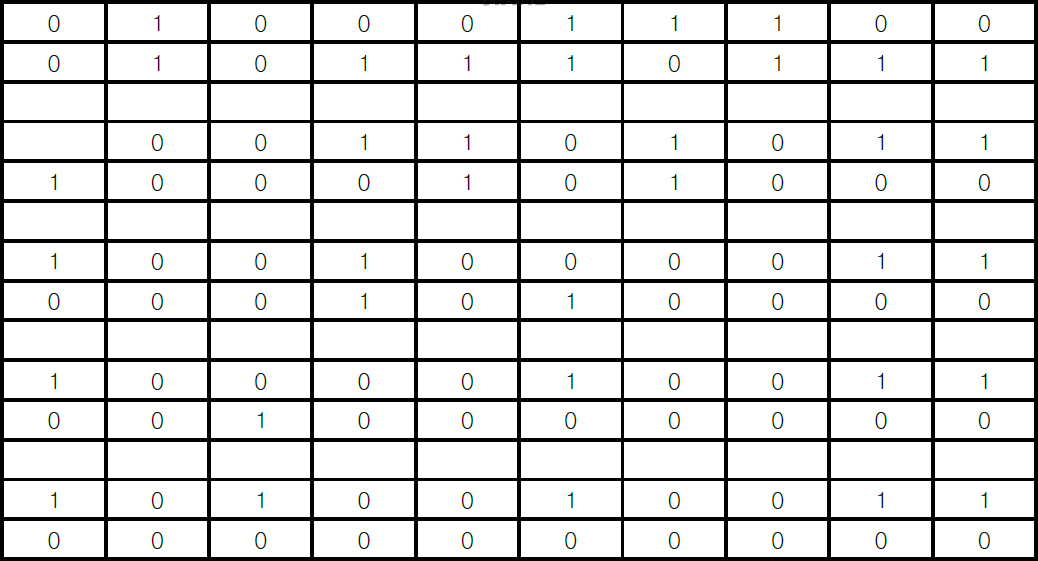 0 1 0 0 0 1 1 1 0 0
0 1 0 1 1 1 0 1 1 1
0 0 1 1 0 1 0 1 1
1 0 0 0 1 0 1 0 0 0
1 0 0 1 0 0 0 0 1 1
0 0 0 1 0 1 0 0 0 0
1 0 0 0 0 1 0 0 1 1
0 0 1 0 0 0 0 0 0 0
1 0 1 0 0 1 0 0 1 1
0 0 0 0 0 0 0 0 0 0